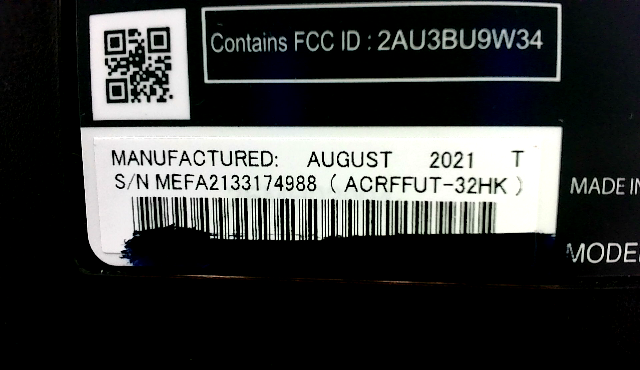 Contains FCC ID : 2AU3BU9W34
MANUFACTURED: AUGUST 2021 T
S/N MEFA2133174988 ( ACRFFUT-32HK )
MADE IN
MODE